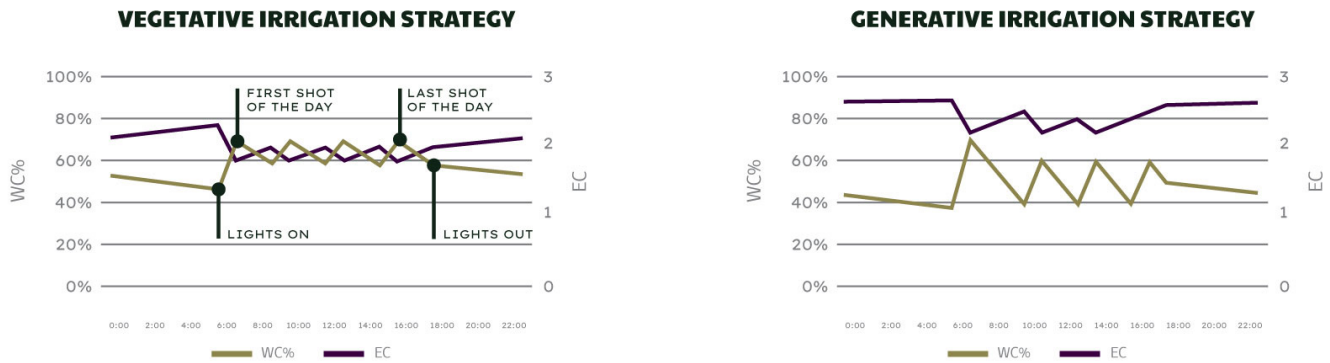 VEGETATIVE IRRIGATION STRATEGY
100%
80%
60%
40%
20%
0%
WC%
3
2
1
0
EC
FIRST SHOT
OF THE DAY
LAST SHOT
OF THE DAY
LIGHTS ON
LIGHTS OUT
0:00 2:00 4:00 6:00 8:00 10:00 12:00 14:00 16:00 18:00 20:00 22:00
WC% EC
GENERATIVE IRRIGATION STRATEGY
100%
80%
60%
40%
20%
0%
WC%
3
2
1
0
EC
0:00 2:00 4:00 6:00 8:00 10:00 12:00 14:00 16:00 18:00 20:00 22:00
WC% EC